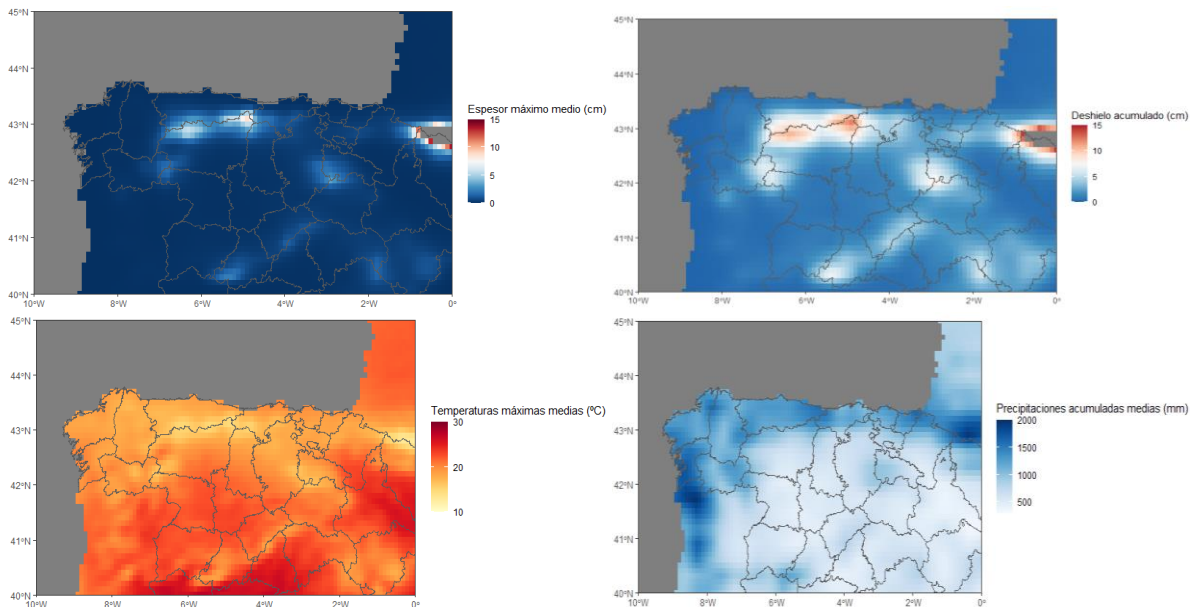 45ºN
44ºN
43ºN
42ºN
41ºN
40ºN
10ºW
8ºW
6ºW
4ºW
2ºW
0º
Espesor máximo medio (cm)
15
10
5
0
45ºN
44ºN
43ºN
42ºN
41ºN
40ºN
10ºW
8ºW
6ºW
4ºW
2ºW
0º
Deshielo acumulado (cm)
15
10
5
0
45ºN
44ºN
43ºN
42ºN
41ºN
40ºN
10ºW
8ºW
6ºW
4ºW
2ºW
0º
Temperaturas máximas medias (ºC)
30
20
10
45ºN
44ºN
43ºN
42ºN
41ºN
40ºN
10ºW
8ºW
6ºW
4ºW
2ºW
0º
Precipitaciones acumuladas medias (mm)
2000
1500
1000
500